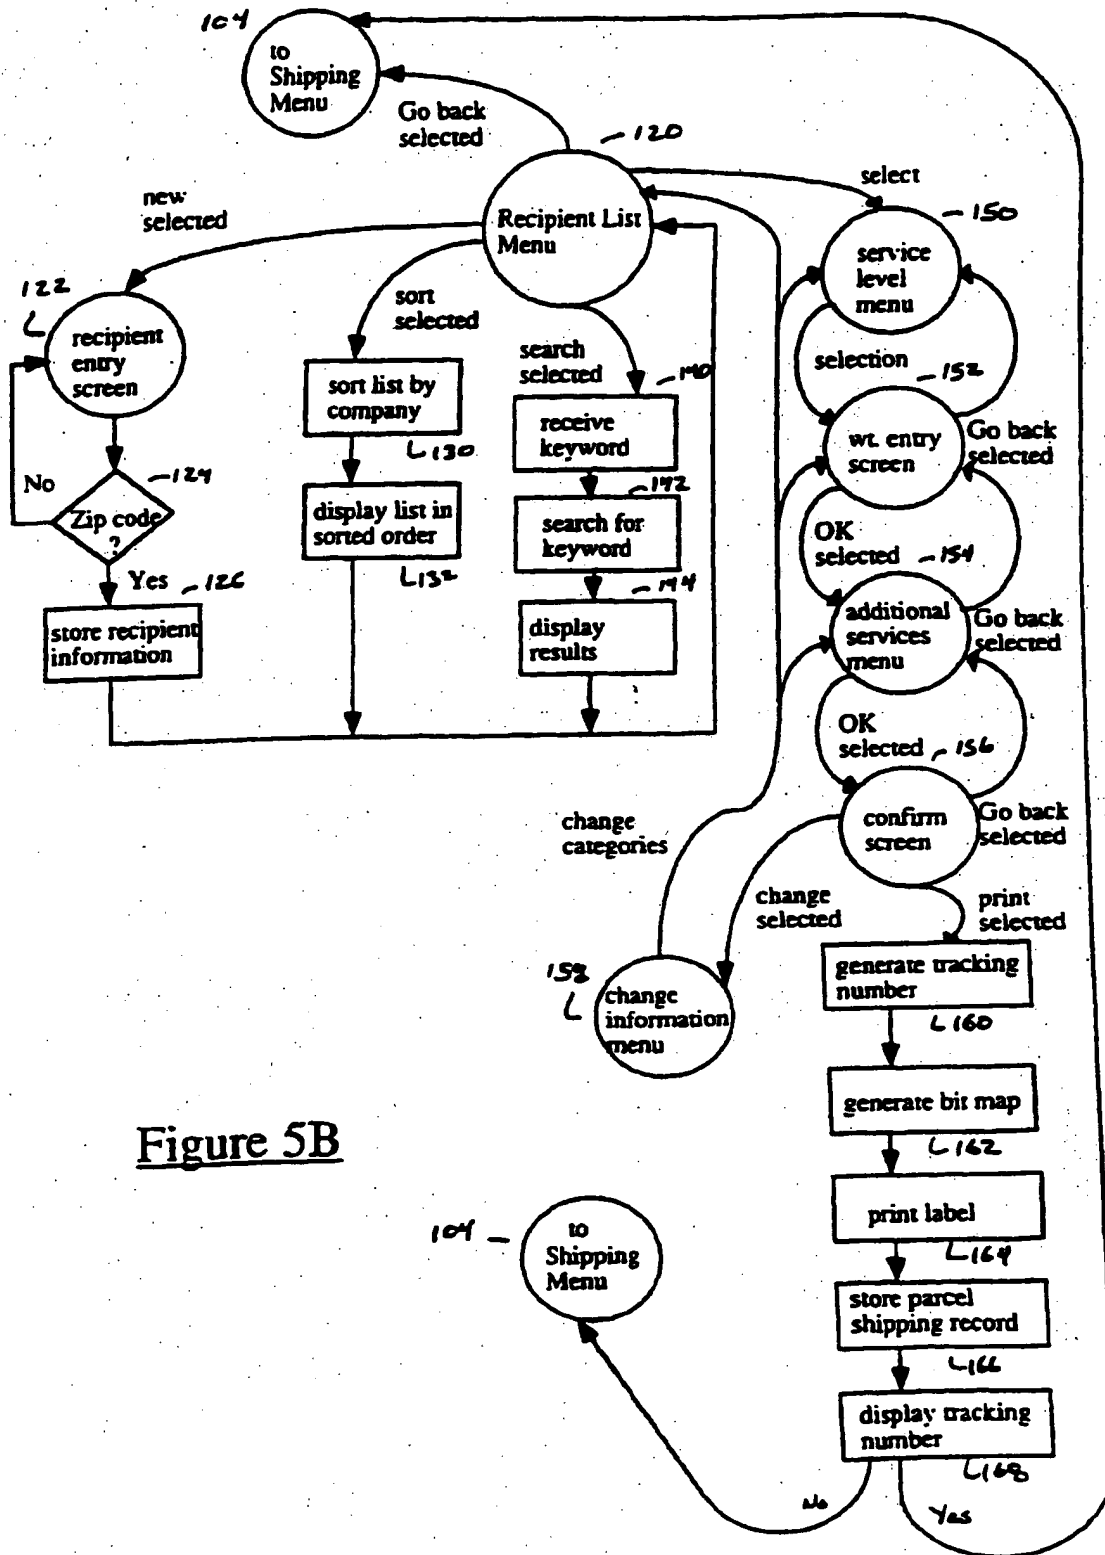 104
to
Shipping
Menu
Go back
selected
120
select
new
selected
Recipient List
Menu
150
service
level
menu
122
recipient
entry
screen
sort
selected
search
selected
140
selection
152
sort list by
company
130
receive
keyword
wt. entry
screen
Go back
selected
No
124
Zip code
?
142
display list in
sorted order
132
search for
keyword
OK
selected
154
Yes
126
144
store recipient
information
display
results
additional
services
menu
Go back
selected
OK
selected
156
change
categories
confirm
screen
Go back
selected
change
selected
print
selected
158
change
information
menu
generate tracking
number
160
generate bit map
162
Figure 5B
print label
164
104
to
Shipping
Menu
store parcel
shipping record
166
display tracking
number
168
No
Yes